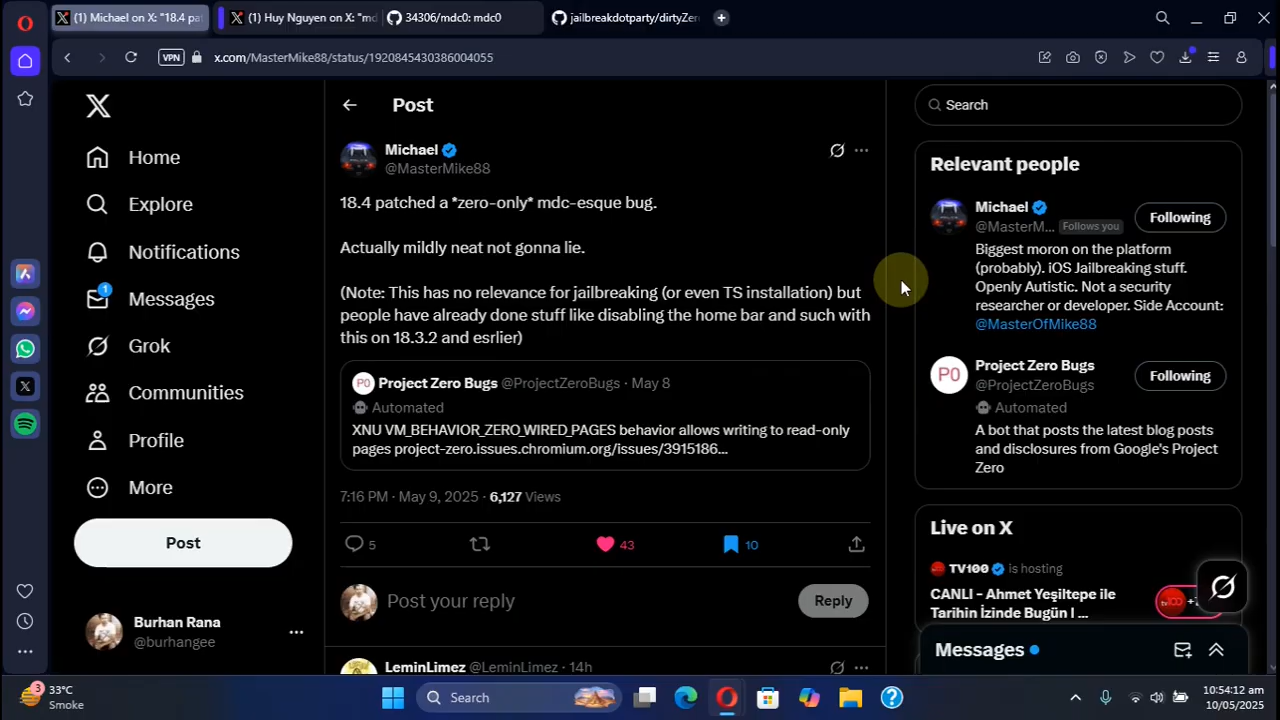 (1) Michael on X: "18.4 pat
(1) Huy Nguyen on X: "md
34306/mdc0: mdc0
jailbreakdotparty/dirtyZer
VPN
x.com/MasterMike88/status/1920845430386004055
Home
Explore
Notifications
1
Messages
Grok
Communities
Profile
More
Post
Burhan Rana
@burhangee
Post
Michael
@MasterMike88
18.4 patched a *zero-only* mdc-esque bug.
Actually mildly neat not gonna lie.
(Note: This has no relevance for jailbreaking (or even TS installation) but
people have already done stuff like disabling the home bar and such with
this on 18.3.2 and esrlier)
P0 Project Zero Bugs @ProjectZeroBugs · May 8
Automated
XNU VM_BEHAVIOR_ZERO_WIRED_PAGES behavior allows writing to read-only
pages project-zero.issues.chromium.org/issues/3915186...
7:16 PM · May 9, 2025 · 6,127 Views
5
43
10
Post your reply
Reply
LeminLimez @LeminLimez · 14h
Search
Relevant people
Michael
@MasterM... Follows you
Following
Biggest moron on the platform
(probably). iOS Jailbreaking stuff.
Openly Autistic. Not a security
researcher or developer. Side Account:
@MasterOfMike88
P0
Project Zero Bugs
@ProjectZeroBugs
Following
Automated
A bot that posts the latest blog posts
and disclosures from Google's Project
Zero
Live on X
TV100 is hosting
CANLI - Ahmet Yeşiltepe ile
Tarihin İzinde Bugün I ...
Messages
3
33°C
Smoke
Search
10:54:12 am
10/05/2025